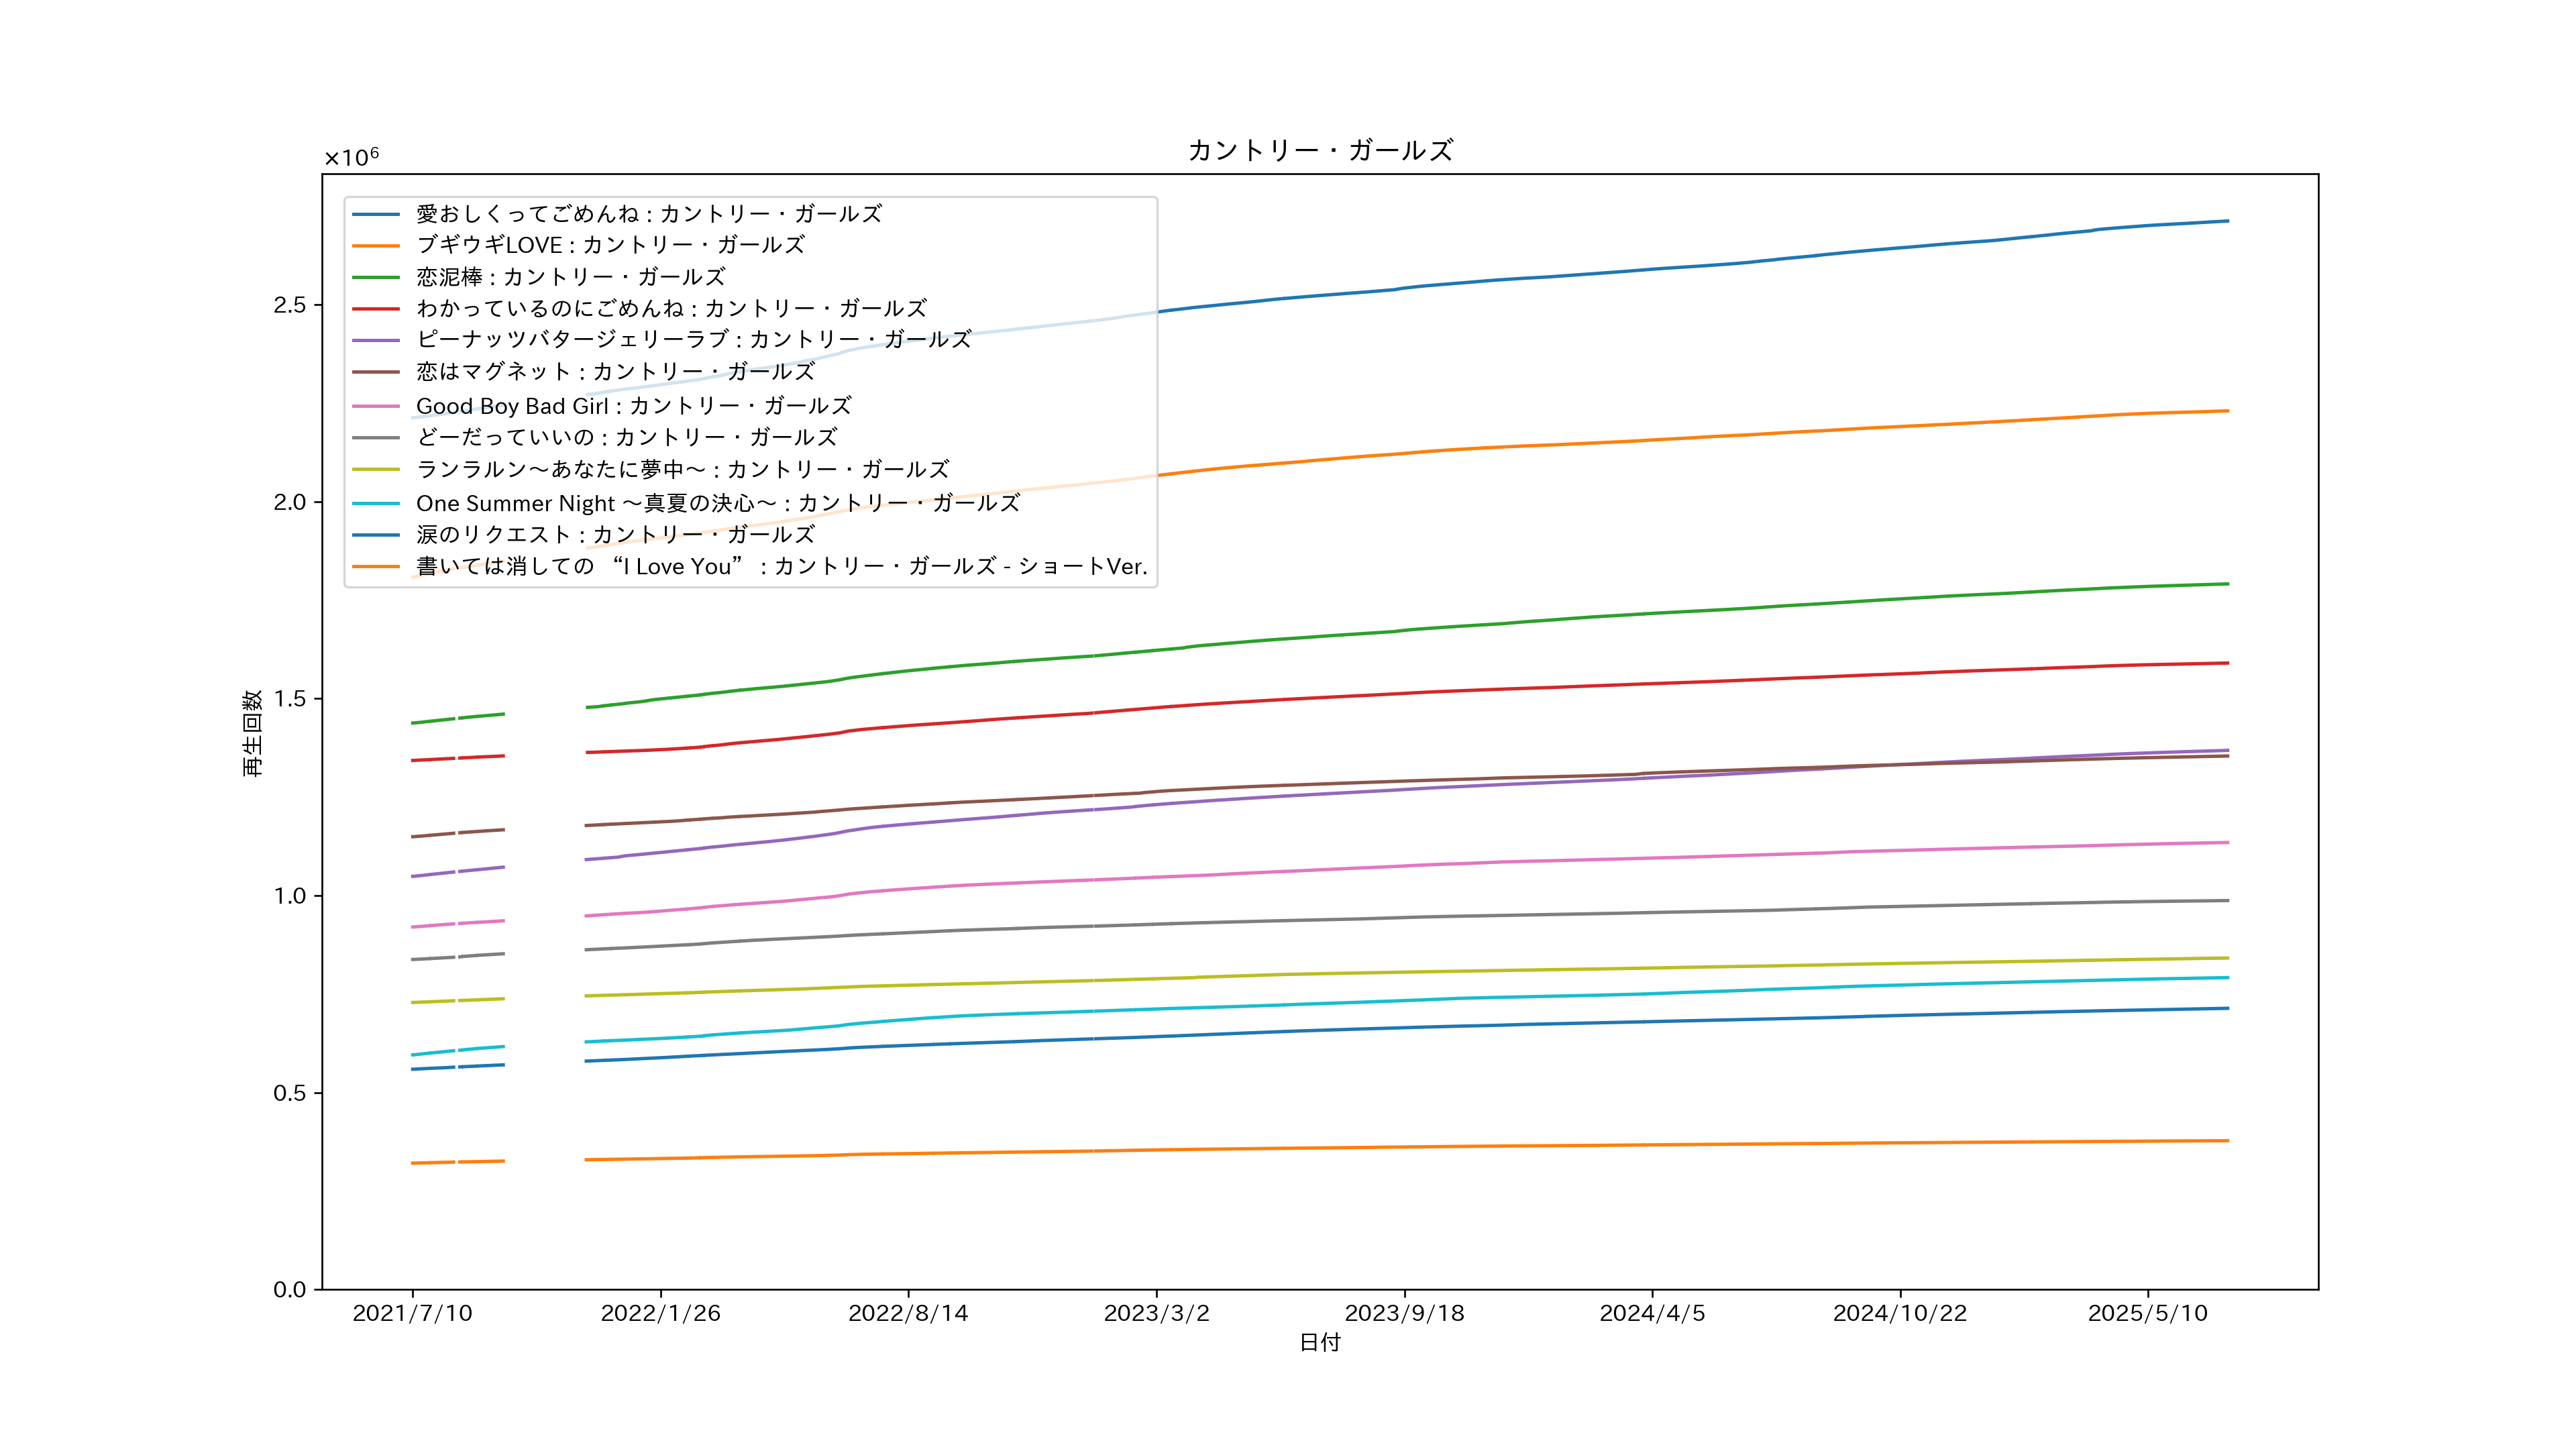 カントリー・ガールズ
×10⁶
愛おしくってごめんね : カントリー・ガールズ
ブギウギLOVE : カントリー・ガールズ
恋泥棒 : カントリー・ガールズ
わかっているのにごめんね : カントリー・ガールズ
ピーナッツバタージェリーラブ : カントリー・ガールズ
恋はマグネット : カントリー・ガールズ
Good Boy Bad Girl : カントリー・ガールズ
どーだっていいの : カントリー・ガールズ
ランラルン～あなたに夢中～ : カントリー・ガールズ
One Summer Night ～真夏の決心～ : カントリー・ガールズ
涙のリクエスト : カントリー・ガールズ
書いては消しての “I Love You” : カントリー・ガールズ - ショートVer.
2.5
2.0
1.5
1.0
0.5
0.0
再生回数
2021/7/10 2022/1/26 2022/8/14 2023/3/2 2023/9/18 2024/4/5 2024/10/22 2025/5/10
日付